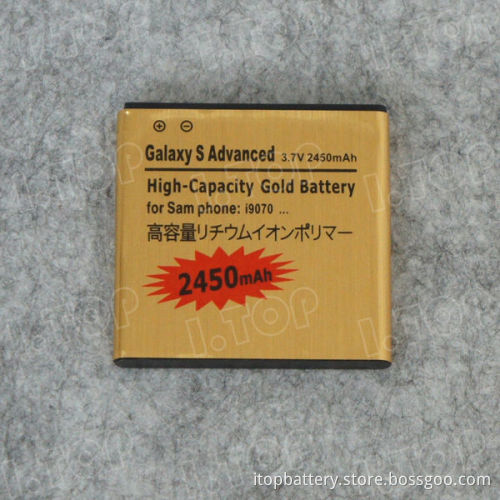 Galaxy S Advanced 3.7V 2450mAh
High-Capacity Gold Battery
for Sam phone: i9070 ...
高容量リチウムイオンポリマー
2450mAh
I.TOP
itopbattery.store.bossgoo.com